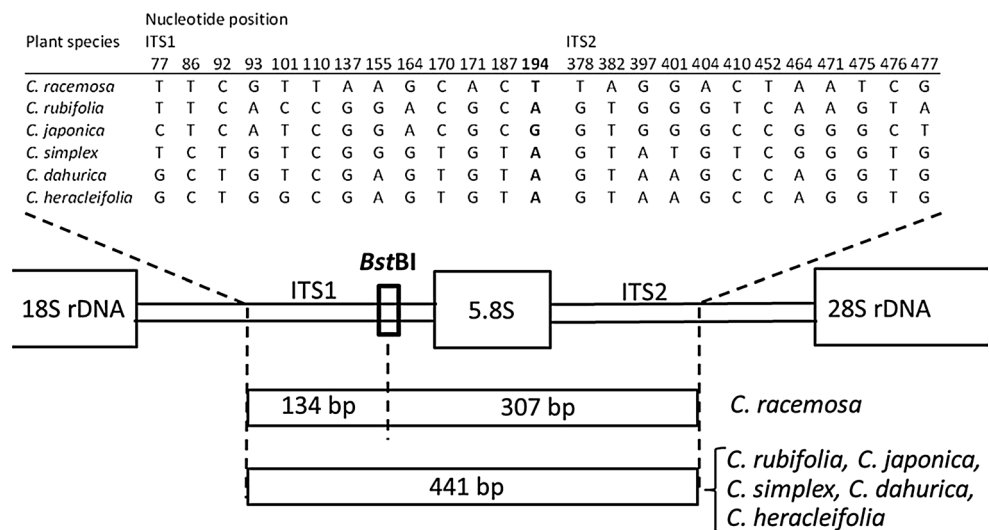 Nucleotide position
Plant species ITS1 ITS2
77 86 92 93 101 110 137 155 164 170 171 187 194 378 382 397 401 404 410 452 464 471 475 476 477
C. racemosa T T C G T T A A G C A C T T A G G A C T A A T C G
C. rubifolia T T C A C C G G A C G C A G T G G G T C A A G T A
C. japonica C T C A T C G G A C G C G G T G G G C C G G G C T
C. simplex T C T G T C G G G T G T A G T A T G T C G G G T G
C. dahurica G C T G T C G A G T G T A G T A A G C C A G G T G
C. heracleifolia G C T G G C G A G T G T A G T A A G C C A G G T G
BstBI
ITS1 ITS2
18S rDNA 5.8S 28S rDNA
134 bp 307 bp C. racemosa
441 bp
C. rubifolia, C. japonica,
C. simplex, C. dahurica,
C. heracleifolia